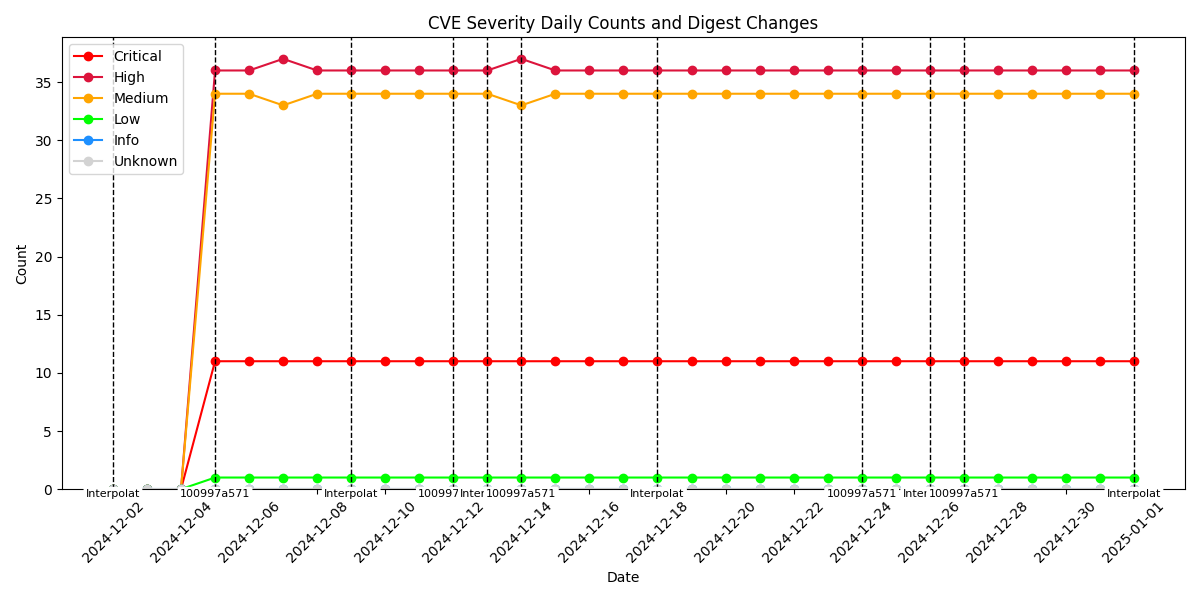 CVE Severity Daily Counts and Digest Changes
Critical
High
Medium
Low
Info
Unknown
Count
35
30
25
20
15
10
5
0
Interpolat
100997a571
Interpolat
100997
Inter
100997a571
Interpolat
100997a571
Inter
100997a571
Interpolat
2024-12-02
2024-12-04
2024-12-06
2024-12-08
2024-12-10
2024-12-12
2024-12-14
2024-12-16
2024-12-18
2024-12-20
2024-12-22
2024-12-24
2024-12-26
2024-12-28
2024-12-30
2025-01-01
Date